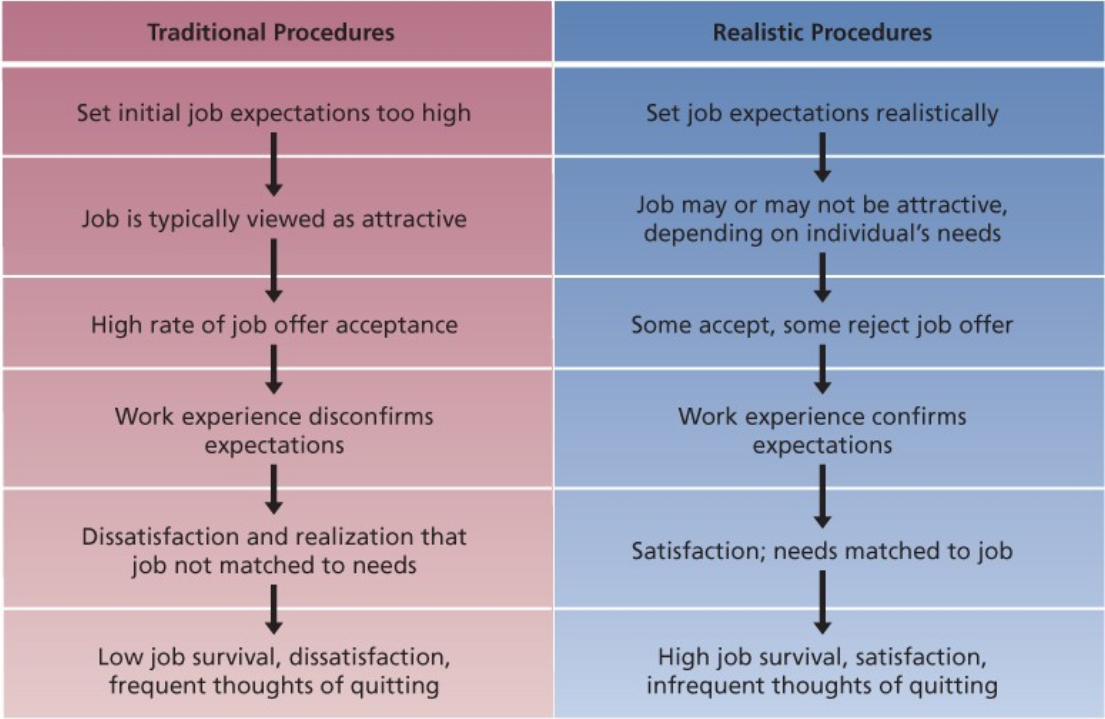 Traditional Procedures
Realistic Procedures
Set initial job expectations too high
Set job expectations realistically
Job is typically viewed as attractive
Job may or may not be attractive,
depending on individual's needs
High rate of job offer acceptance
Some accept, some reject job offer
Work experience disconfirms
expectations
Work experience confirms
expectations
Dissatisfaction and realization that
job not matched to needs
Satisfaction; needs matched to job
Low job survival, dissatisfaction,
frequent thoughts of quitting
High job survival, satisfaction,
infrequent thoughts of quitting